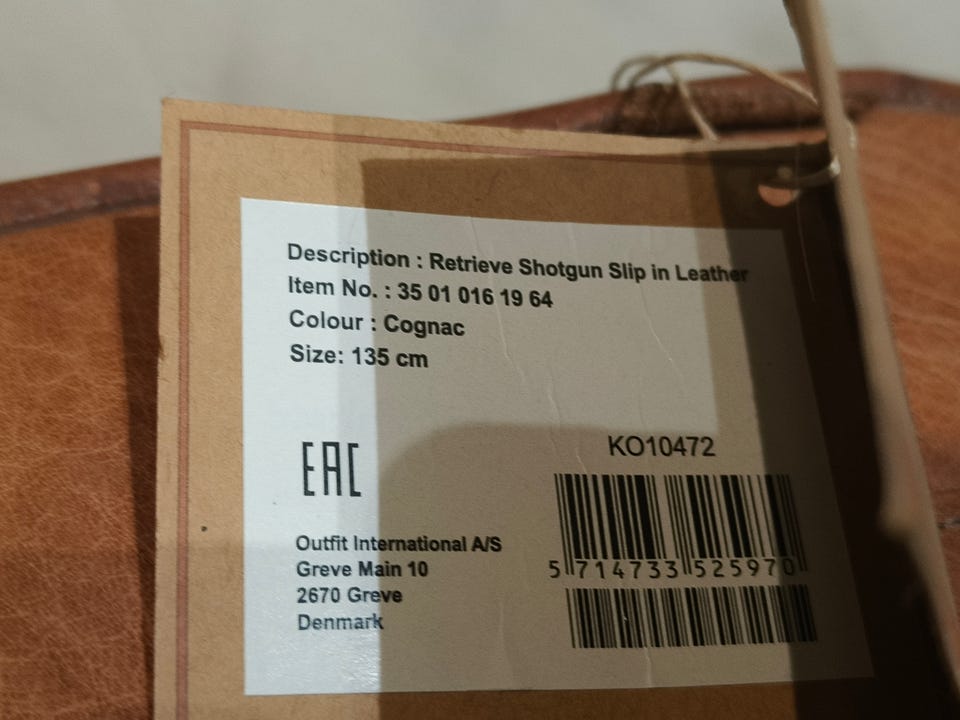 Description : Retrieve Shotgun Slip in Leather
Item No. : 35 01 016 19 64
Colour : Cognac
Size: 135 cm
EAC
KO10472
5 714733 525970
Outfit International A/S
Greve Main 10
2670 Greve
Denmark